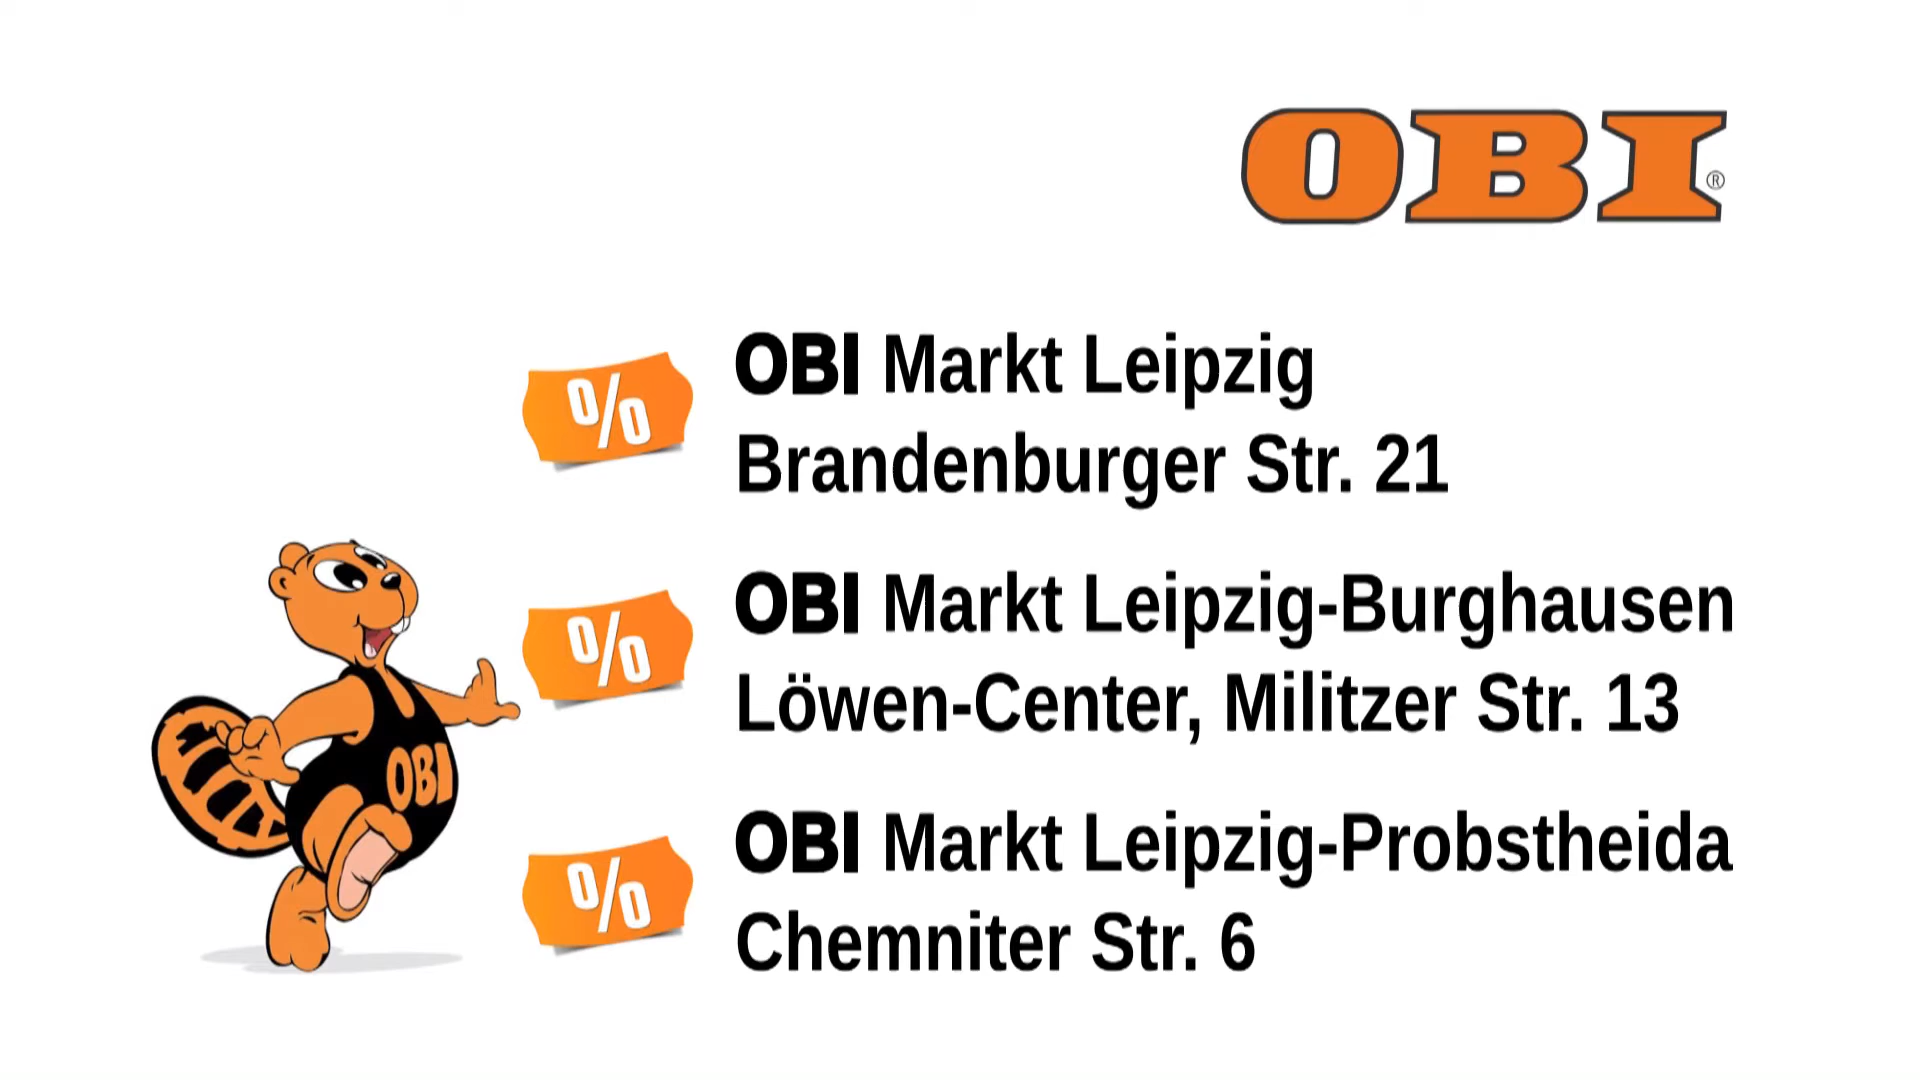 OBI®
%
OBI Markt Leipzig
Brandenburger Str. 21
%
OBI Markt Leipzig-Burghausen
Löwen-Center, Militzer Str. 13
OBI
%
OBI Markt Leipzig-Probstheida
Chemniter Str. 6